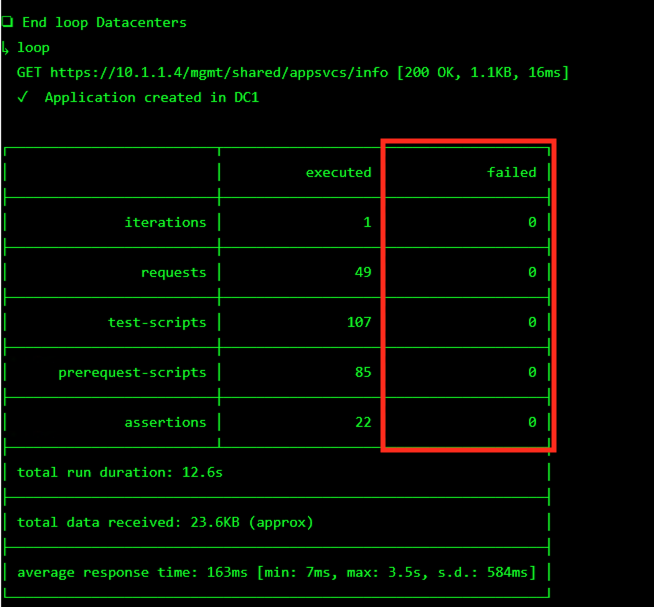 ❏ End loop Datacenters
↳ loop
GET https://10.1.1.4/mgmt/shared/appsvcs/info [200 OK, 1.1KB, 16ms]
✓ Application created in DC1
executed failed
iterations 1 0
requests 49 0
test-scripts 107 0
prerequest-scripts 85 0
assertions 22 0
total run duration: 12.6s
total data received: 23.6KB (approx)
average response time: 163ms [min: 7ms, max: 3.5s, s.d.: 584ms]